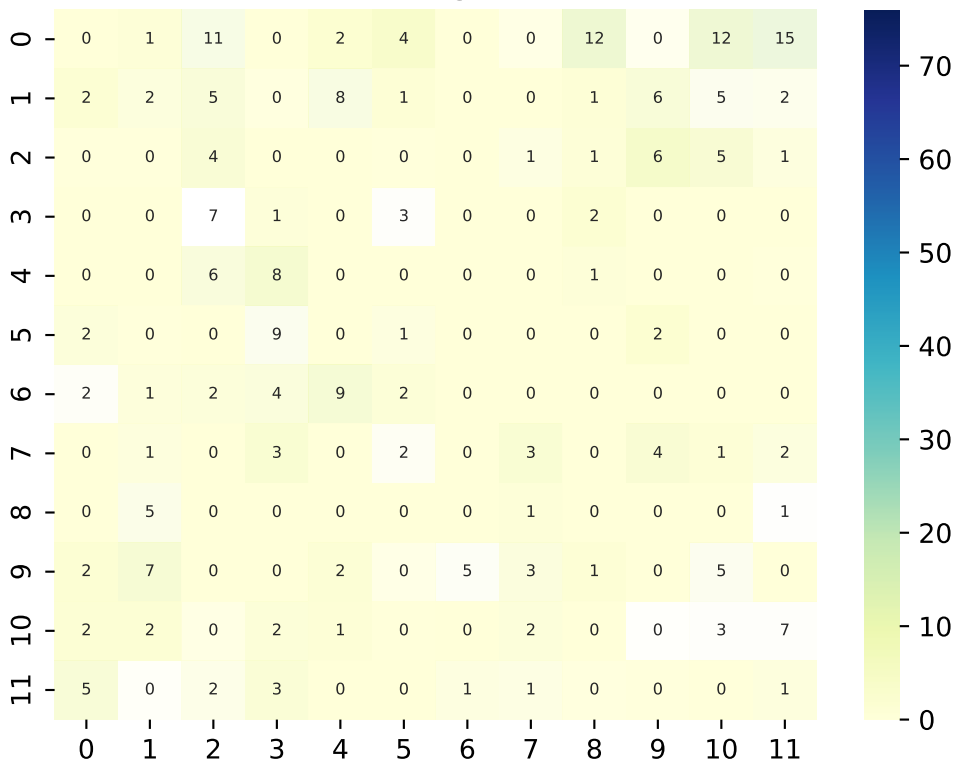 0 0 1 11 0 2 4 0 0 12 0 12 15
70
1 2 2 5 0 8 1 0 0 1 6 5 2
60
2 0 0 4 0 0 0 0 1 1 6 5 1
3 0 0 7 1 0 3 0 0 2 0 0 0
50
4 0 0 6 8 0 0 0 0 1 0 0 0
40
5 2 0 0 9 0 1 0 0 0 2 0 0
6 2 1 2 4 9 2 0 0 0 0 0 0
30
7 0 1 0 3 0 2 0 3 0 4 1 2
8 0 5 0 0 0 0 0 1 0 0 0 1
20
9 2 7 0 0 2 0 5 3 1 0 5 0
10
10 2 2 0 2 1 0 0 2 0 0 3 7
11 5 0 2 3 0 0 1 1 0 0 0 1
0
0 1 2 3 4 5 6 7 8 9 10 11